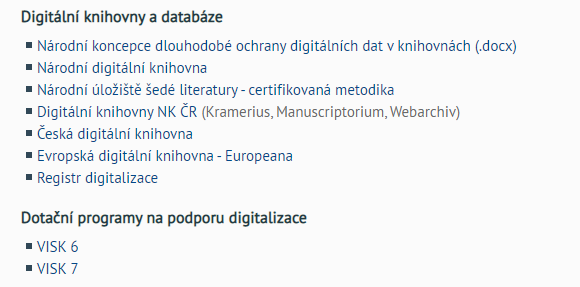 Digitální knihovny a databáze
Národní koncepce dlouhodobé ochrany digitálních dat v knihovnách (.docx)
Národní digitální knihovna
Národní úložiště šedé literatury - certifikovaná metodika
Digitální knihovny NK ČR (Kramerius, Manuscriptorium, Webarchiv)
Česká digitální knihovna
Evropská digitální knihovna - Europeana
Registr digitalizace
Dotační programy na podporu digitalizace
VISK 6
VISK 7